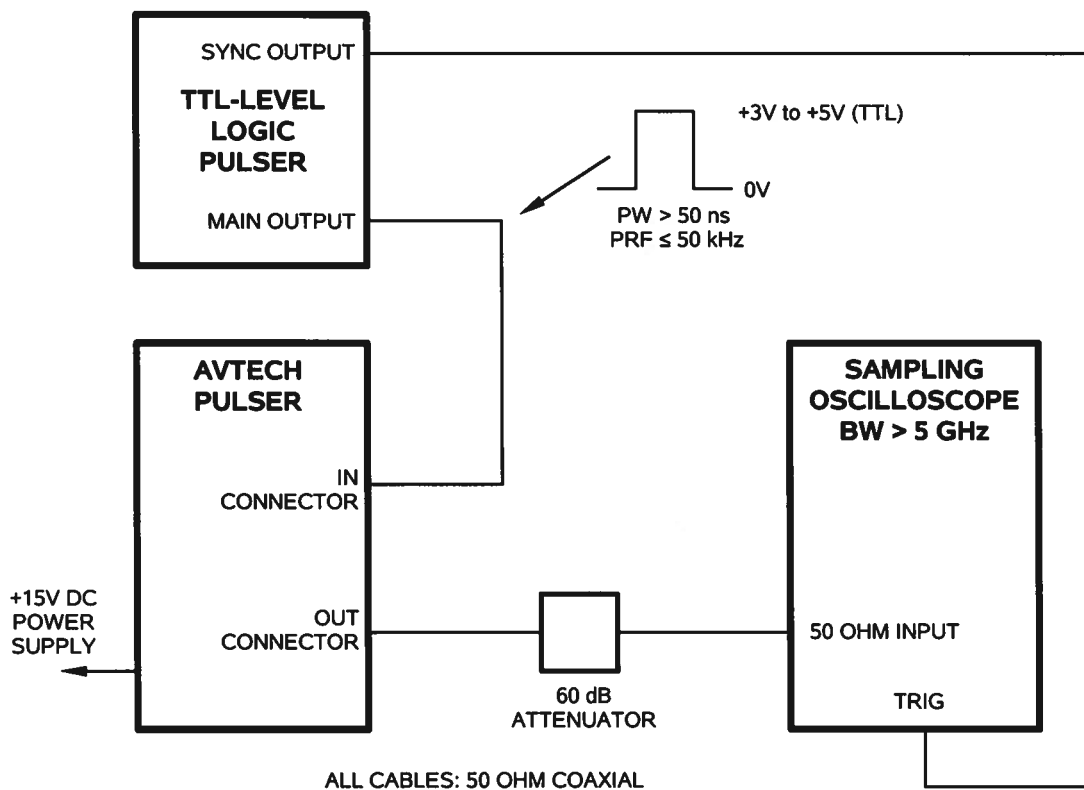 SYNC OUTPUT
TTL-LEVEL
LOGIC
PULSER
MAIN OUTPUT
+3V to +5V (TTL)
0V
PW > 50 ns
PRF ≤ 50 kHz
AVTECH
PULSER
IN
CONNECTOR
OUT
CONNECTOR
+15V DC
POWER
SUPPLY
60 dB
ATTENUATOR
SAMPLING
OSCILLOSCOPE
BW > 5 GHz
50 OHM INPUT
TRIG
ALL CABLES: 50 OHM COAXIAL